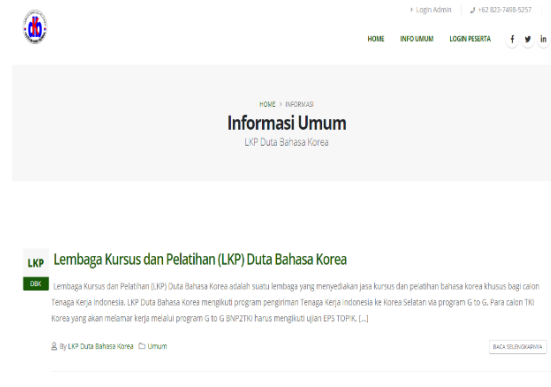 Login Admin
+62 823-7498-5257
HOME INFO UMUM LOGIN PESERTA
HOME > INFORMASI
Informasi Umum
LKP Duta Bahasa Korea
LKP
DBK
Lembaga Kursus dan Pelatihan (LKP) Duta Bahasa Korea
Lembaga Kursus dan Pelatihan (LKP) Duta Bahasa Korea adalah suatu lembaga yang menyediakan jasa kursus dan pelatihan bahasa korea khusus bagi calon
Tenaga Kerja Indonesia. LKP Duta Bahasa Korea mengikuti program pengiriman Tenaga Kerja Indonesia ke Korea Selatan via program G to G. Para calon TKI
Korea yang akan melamar kerja melalui program G to G BNP2TKI harus mengikuti ujian EPS TOPIK. [...]
By LKP Duta Bahasa Korea Umum
BACA SELENGKAPNYA